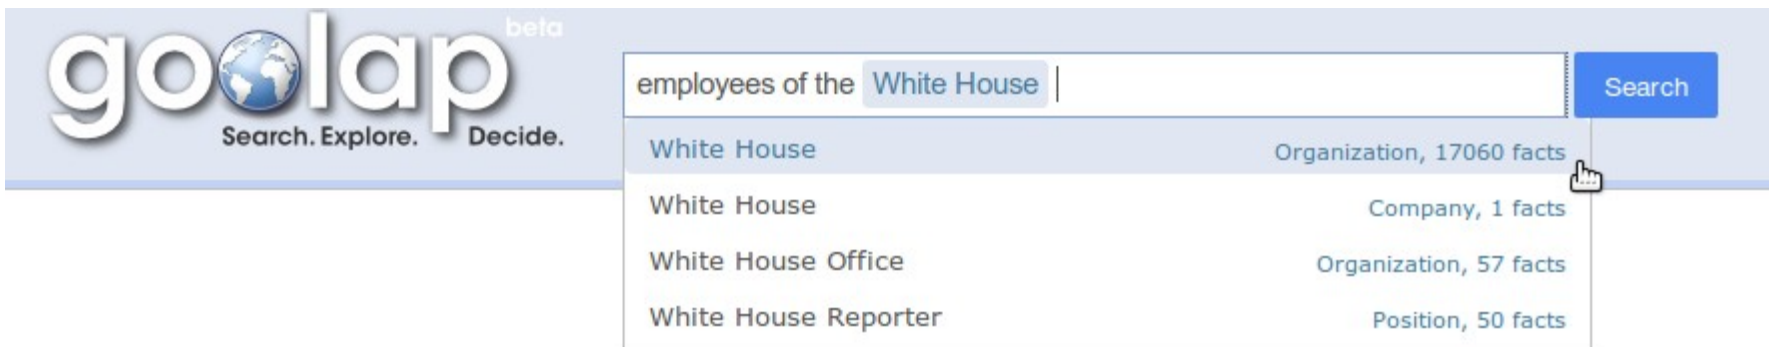 goolap beta
Search. Explore. Decide.
employees of the White House
Search
White House Organization, 17060 facts
White House Company, 1 facts
White House Office Organization, 57 facts
White House Reporter Position, 50 facts